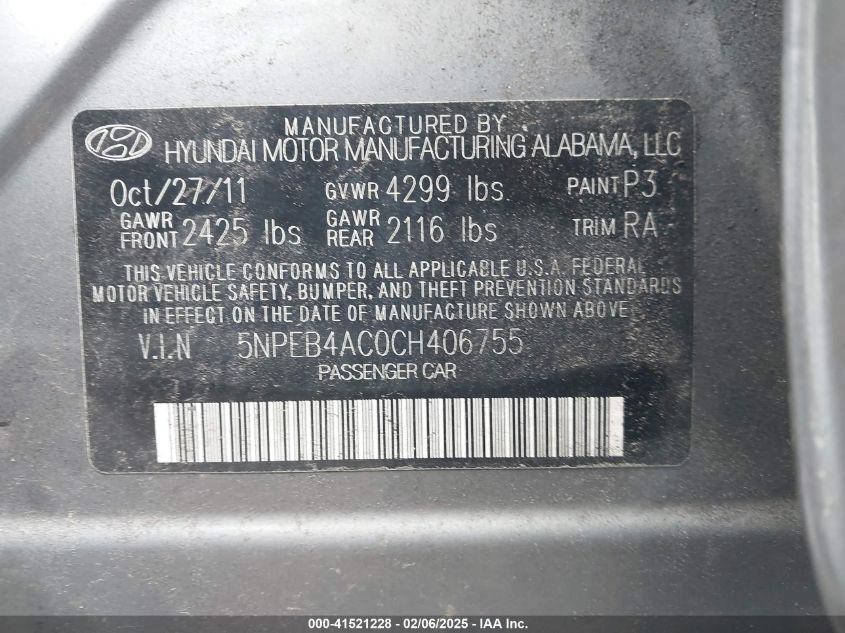 MANUFACTURED BY
HYUNDAI MOTOR MANUFACTURING ALABAMA, LLC
Oct/27/11 GVWR 4299 lbs. PAINT P3
GAWR FRONT 2425 lbs GAWR REAR 2116 lbs TRIM RA
THIS VEHICLE CONFORMS TO ALL APPLICABLE U.S.A. FEDERAL
MOTOR VEHICLE SAFETY, BUMPER, AND THEFT PREVENTION STANDARDS
IN EFFECT ON THE DATE OF MANUFACTURE SHOWN ABOVE.
V.I.N 5NPEB4AC0CH406755
PASSENGER CAR
000-41521228 - 02/06/2025 - IAA Inc.